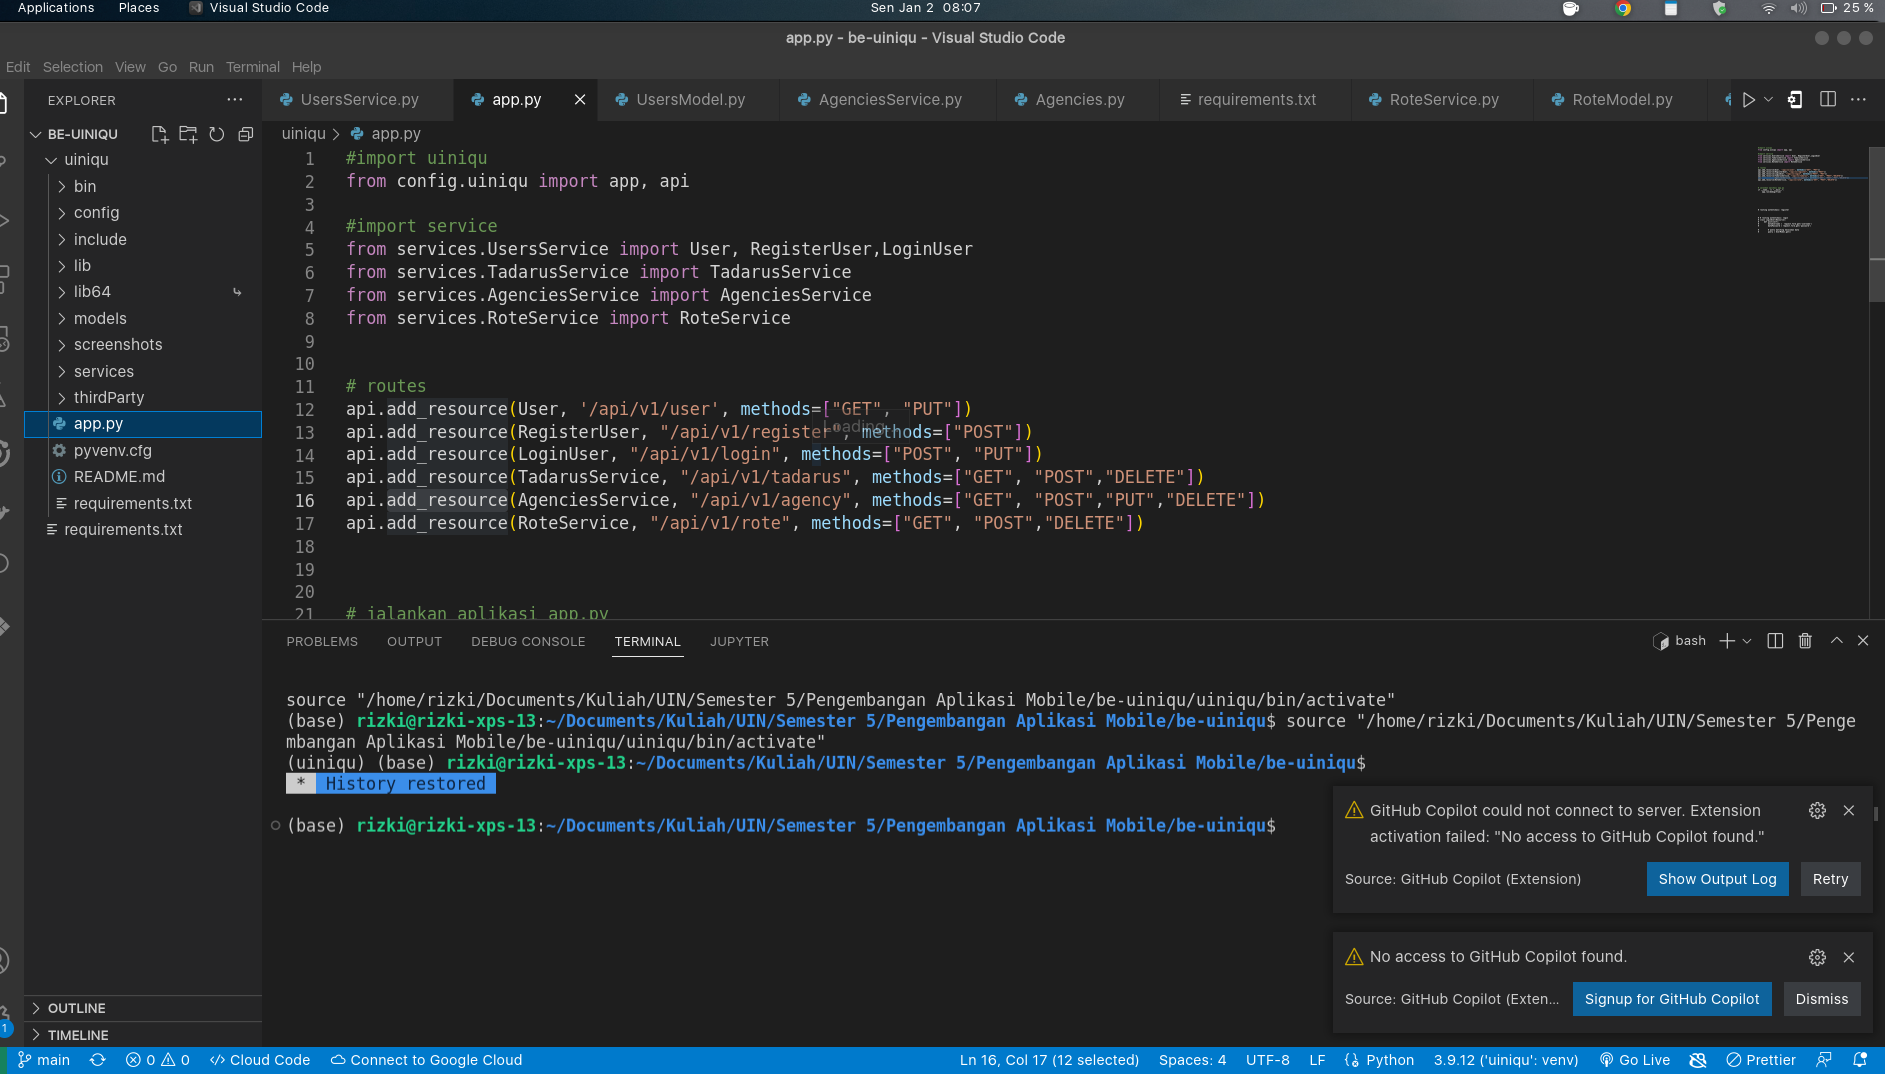 Applications Places Visual Studio Code Sen Jan 2 08:07 25 %
app.py - be-uiniqu - Visual Studio Code
Edit Selection View Go Run Terminal Help
EXPLORER
UsersService.py app.py UsersModel.py AgenciesService.py Agencies.py requirements.txt RoteService.py RoteModel.py
BE-UINIQU
uiniqu
bin
config
include
lib
lib64
models
screenshots
services
thirdParty
app.py
pyvenv.cfg
README.md
requirements.txt
requirements.txt
OUTLINE
TIMELINE
uiniqu > app.py
1 #import uiniqu
2 from config.uiniqu import app, api
3
4 #import service
5 from services.UsersService import User, RegisterUser,LoginUser
6 from services.TadarusService import TadarusService
7 from services.AgenciesService import AgenciesService
8 from services.RoteService import RoteService
9
10
11 # routes
12 api.add_resource(User, '/api/v1/user', methods=["GET", "PUT"])
13 api.add_resource(RegisterUser, "/api/v1/register", methods=["POST"])
14 api.add_resource(LoginUser, "/api/v1/login", methods=["POST", "PUT"])
15 api.add_resource(TadarusService, "/api/v1/tadarus", methods=["GET", "POST","DELETE"])
16 api.add_resource(AgenciesService, "/api/v1/agency", methods=["GET", "POST","PUT","DELETE"])
17 api.add_resource(RoteService, "/api/v1/rote", methods=["GET", "POST","DELETE"])
18
19
20
21 # jalankan aplikasi app.py
Loading...
PROBLEMS OUTPUT DEBUG CONSOLE TERMINAL JUPYTER
bash
source "/home/rizki/Documents/Kuliah/UIN/Semester 5/Pengembangan Aplikasi Mobile/be-uiniqu/uiniqu/bin/activate"
(base) rizki@rizki-xps-13:~/Documents/Kuliah/UIN/Semester 5/Pengembangan Aplikasi Mobile/be-uiniqu$ source "/home/rizki/Documents/Kuliah/UIN/Semester 5/Penge
mbangan Aplikasi Mobile/be-uiniqu/uiniqu/bin/activate"
(uiniqu) (base) rizki@rizki-xps-13:~/Documents/Kuliah/UIN/Semester 5/Pengembangan Aplikasi Mobile/be-uiniqu$
* History restored
(base) rizki@rizki-xps-13:~/Documents/Kuliah/UIN/Semester 5/Pengembangan Aplikasi Mobile/be-uiniqu$
GitHub Copilot could not connect to server. Extension
activation failed: "No access to GitHub Copilot found."
Source: GitHub Copilot (Extension) Show Output Log Retry
No access to GitHub Copilot found.
Source: GitHub Copilot (Exten... Signup for GitHub Copilot Dismiss
1
main 0 0 Cloud Code Connect to Google Cloud Ln 16, Col 17 (12 selected) Spaces: 4 UTF-8 LF Python 3.9.12 ('uiniqu': venv) Go Live Prettier